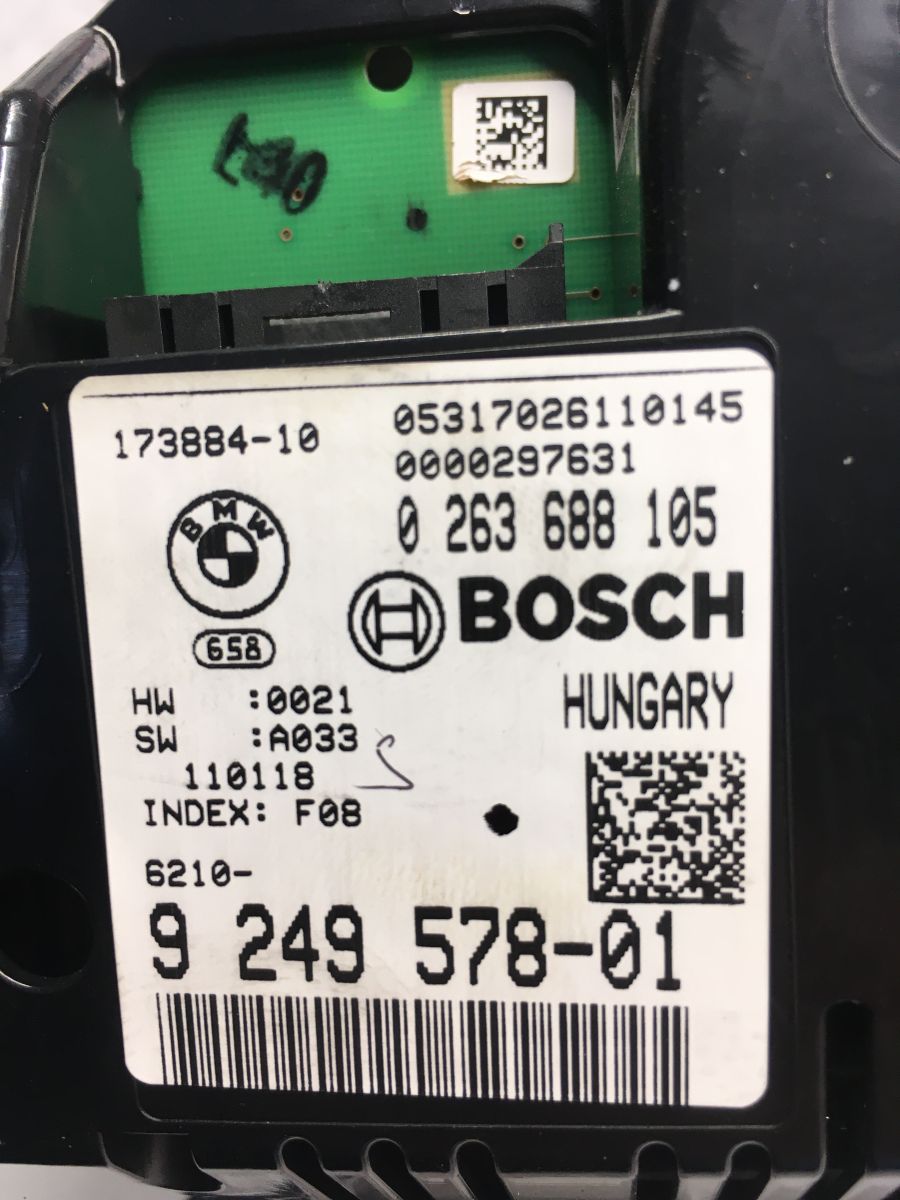 173884-10
05317026110145
0000297631
0 263 688 105
BMW
BOSCH
658
HUNGARY
HW :0021
SW :A033
110118
INDEX: F08
6210-
9 249 578-01